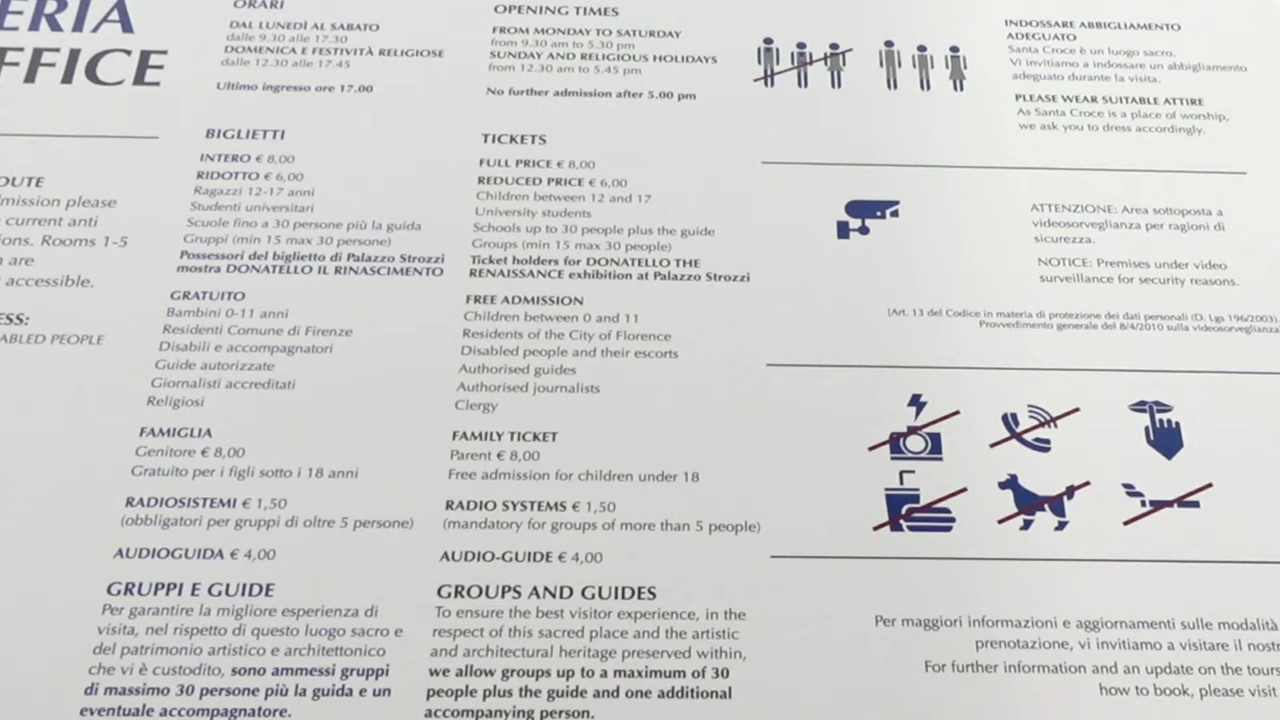 ERIA
FFICE
OUTE
mission please
current anti
ions. Rooms 1-5
are
accessible.
ESS:
ABLED PEOPLE
ORARI
DAL LUNEDÌ AL SABATO
dalle 9.30 alle 17.30
DOMENICA E FESTIVITÀ RELIGIOSE
dalle 12.30 alle 17.45
Ultimo ingresso ore 17.00
BIGLIETTI
INTERO € 8,00
RIDOTTO € 6,00
Ragazzi 12-17 anni
Studenti universitari
Scuole fino a 30 persone più la guida
Gruppi (min 15 max 30 persone)
Possessori del biglietto di Palazzo Strozzi
mostra DONATELLO IL RINASCIMENTO
GRATUITO
Bambini 0-11 anni
Residenti Comune di Firenze
Disabili e accompagnatori
Guide autorizzate
Giornalisti accreditati
Religiosi
FAMIGLIA
Genitore € 8,00
Gratuito per i figli sotto i 18 anni
RADIOSISTEMI € 1,50
(obbligatori per gruppi di oltre 5 persone)
AUDIOGUIDA € 4,00
GRUPPI E GUIDE
Per garantire la migliore esperienza di
visita, nel rispetto di questo luogo sacro e
del patrimonio artistico e architettonico
che vi è custodito, sono ammessi gruppi
di massimo 30 persone più la guida e un
eventuale accompagnatore.
OPENING TIMES
FROM MONDAY TO SATURDAY
from 9.30 am to 5.30 pm
SUNDAY AND RELIGIOUS HOLIDAYS
from 12.30 am to 5.45 pm
No further admission after 5.00 pm
TICKETS
FULL PRICE € 8,00
REDUCED PRICE € 6,00
Children between 12 and 17
University students
Schools up to 30 people plus the guide
Groups (min 15 max 30 people)
Ticket holders for DONATELLO THE
RENAISSANCE exhibition at Palazzo Strozzi
FREE ADMISSION
Children between 0 and 11
Residents of the City of Florence
Disabled people and their escorts
Authorised guides
Authorised journalists
Clergy
FAMILY TICKET
Parent € 8,00
Free admission for children under 18
RADIO SYSTEMS € 1,50
(mandatory for groups of more than 5 people)
AUDIO-GUIDE € 4,00
GROUPS AND GUIDES
To ensure the best visitor experience, in the
respect of this sacred place and the artistic
and architectural heritage preserved within,
we allow groups up to a maximum of 30
people plus the guide and one additional
accompanying person.
INDOSSARE ABBIGLIAMENTO
ADEGUATO
Santa Croce è un luogo sacro.
Vi invitiamo a indossare un abbigliamento
adeguato durante la visita.
PLEASE WEAR SUITABLE ATTIRE
As Santa Croce is a place of worship,
we ask you to dress accordingly.
ATTENZIONE: Area sottoposta a
videosorveglianza per ragioni di
sicurezza.
NOTICE: Premises under video
surveillance for security reasons.
(Art. 13 del Codice in materia di protezione dei dati personali (D. Lgs 196/2003).
Provvedimento generale del 8/4/2010 sulla videosorveglianza
Per maggiori informazioni e aggiornamenti sulle modalità
prenotazione, vi invitiamo a visitare il nostr
For further information and an update on the tours
how to book, please visit